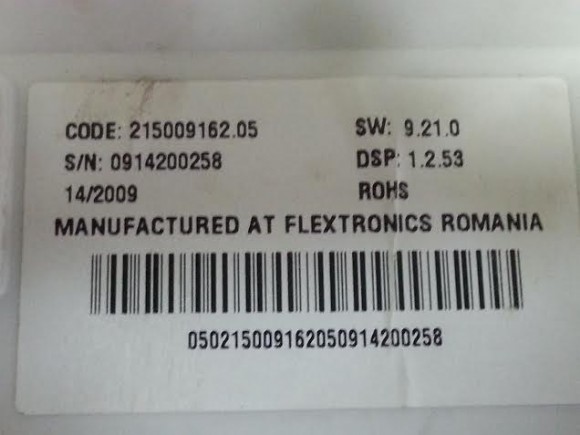 CODE: 215009162.05 SW: 9.21.0
S/N: 0914200258 DSP: 1.2.53
14/2009 ROHS
MANUFACTURED AT FLEXTRONICS ROMANIA
050215009162050914200258